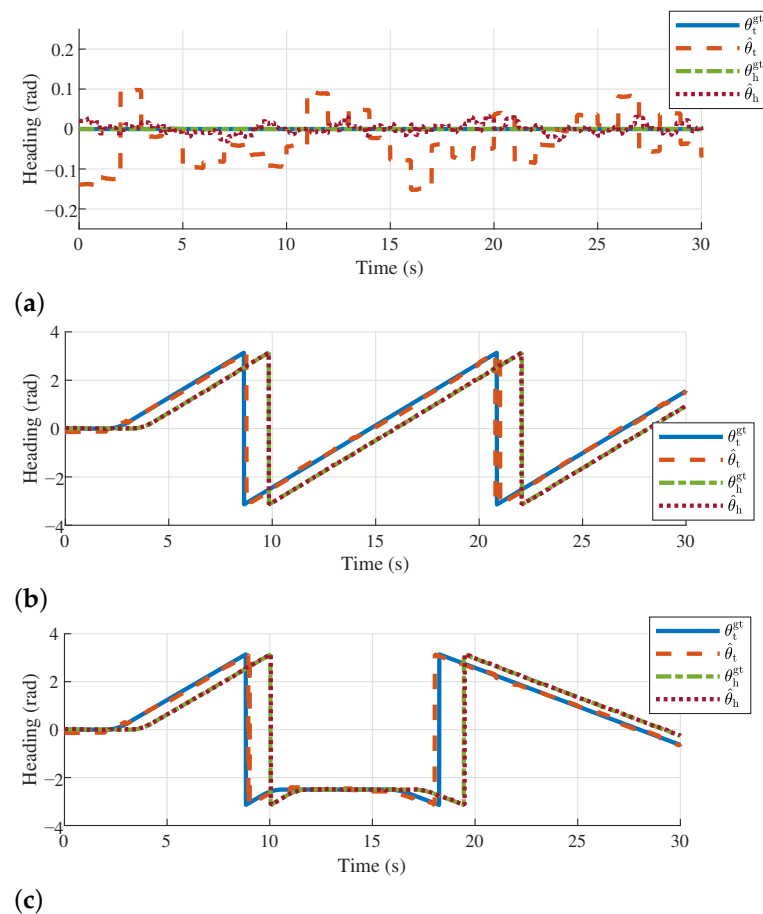 θ_t^gt
θ̂_t
θ_h^gt
θ̂_h
Heading (rad)
0.2
0.1
0
−0.1
−0.2
0 5 10 15 20 25 30
Time (s)
(a)
Heading (rad)
4
2
0
−2
−4
θ_t^gt
θ̂_t
θ_h^gt
θ̂_h
0 5 10 15 20 25 30
Time (s)
(b)
θ_t^gt
θ̂_t
θ_h^gt
θ̂_h
Heading (rad)
4
2
0
−2
−4
0 5 10 15 20 25 30
Time (s)
(c)